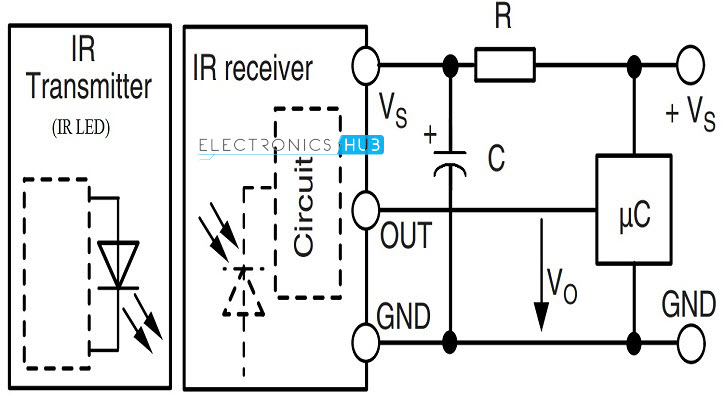 IR
Transmitter
(IR LED)
IR receiver
ELECTRONICS HUB
Circuit
VS
OUT
GND
+
C
R
VO
µC
+ VS
GND